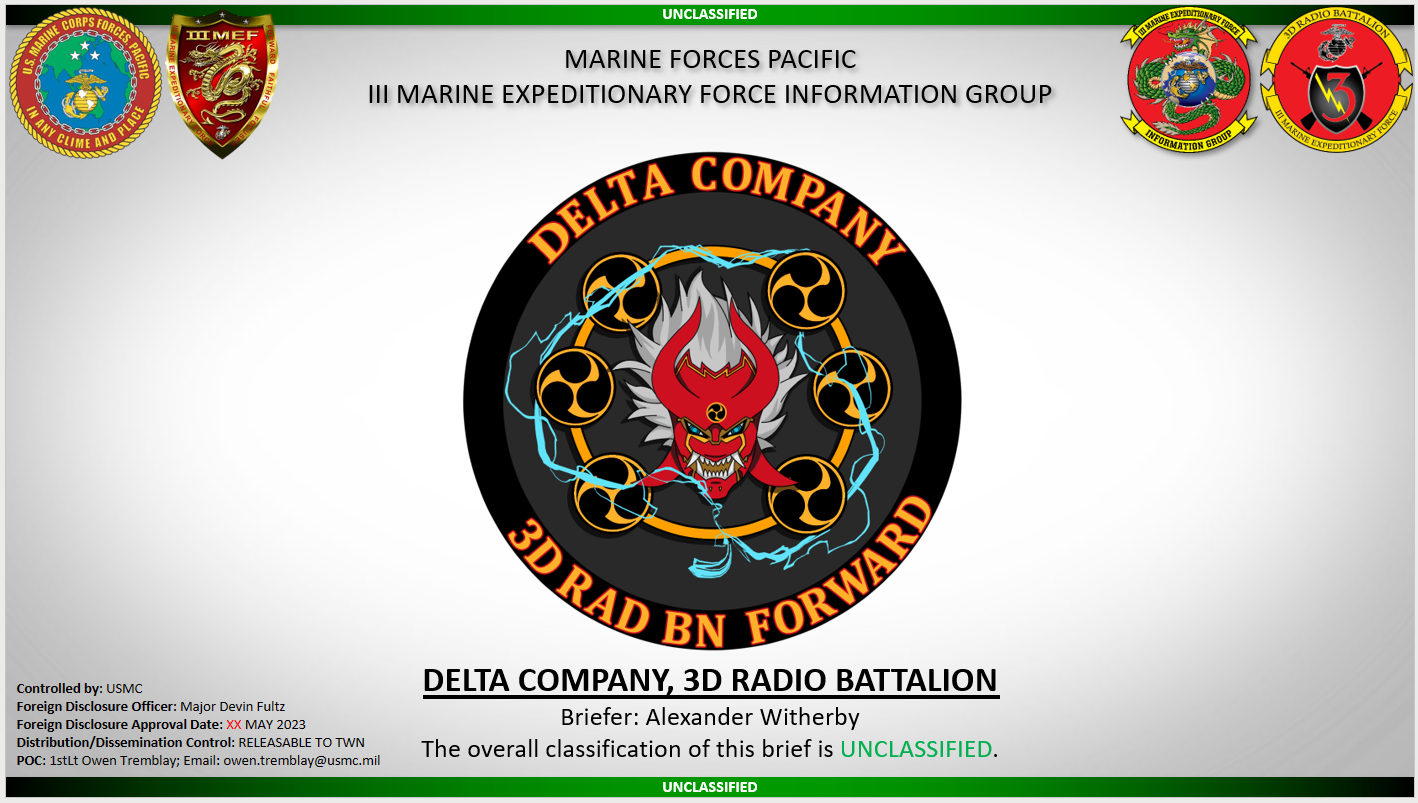 UNCLASSIFIED
U.S. MARINE CORPS FORCES PACIFIC
IN ANY CLIME AND PLACE
III MEF
III MARINE EXPEDITIONARY FORCE
INFORMATION GROUP
3D RADIO BATTALION
3
III MARINE EXPEDITIONARY FORCE
MARINE FORCES PACIFIC
III MARINE EXPEDITIONARY FORCE INFORMATION GROUP
DELTA COMPANY
3D RAD BN FORWARD
DELTA COMPANY, 3D RADIO BATTALION
Briefer: Alexander Witherby
The overall classification of this brief is UNCLASSIFIED.
Controlled by: USMC
Foreign Disclosure Officer: Major Devin Fultz
Foreign Disclosure Approval Date: XX MAY 2023
Distribution/Dissemination Control: RELEASABLE TO TWN
POC: 1stLt Owen Tremblay; Email: owen.tremblay@usmc.mil
UNCLASSIFIED